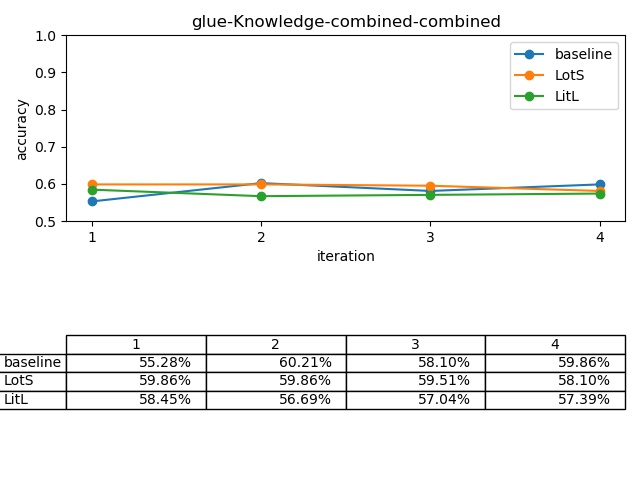 glue-Knowledge-combined-combined
1.0
0.9
0.8
0.7
0.6
0.5
accuracy
baseline
LotS
LitL
1 2 3 4
iteration
1 2 3 4
baseline 55.28% 60.21% 58.10% 59.86%
LotS 59.86% 59.86% 59.51% 58.10%
LitL 58.45% 56.69% 57.04% 57.39%